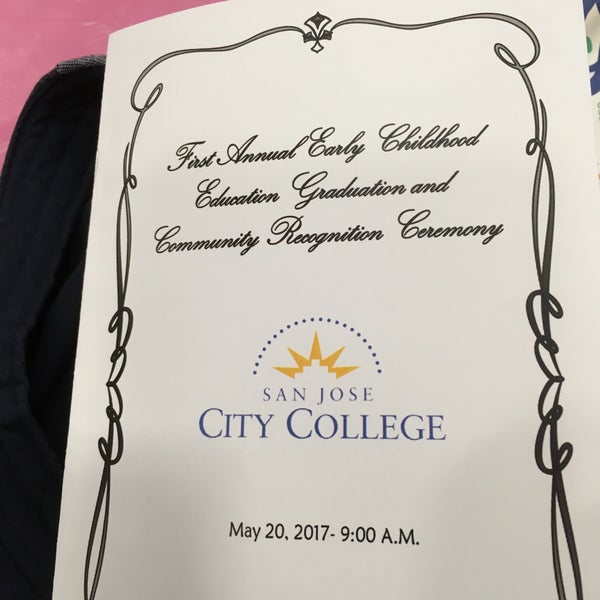 First Annual Early Childhood
Education Graduation and
Community Recognition Ceremony
SAN JOSE
CITY COLLEGE
May 20, 2017- 9:00 A.M.